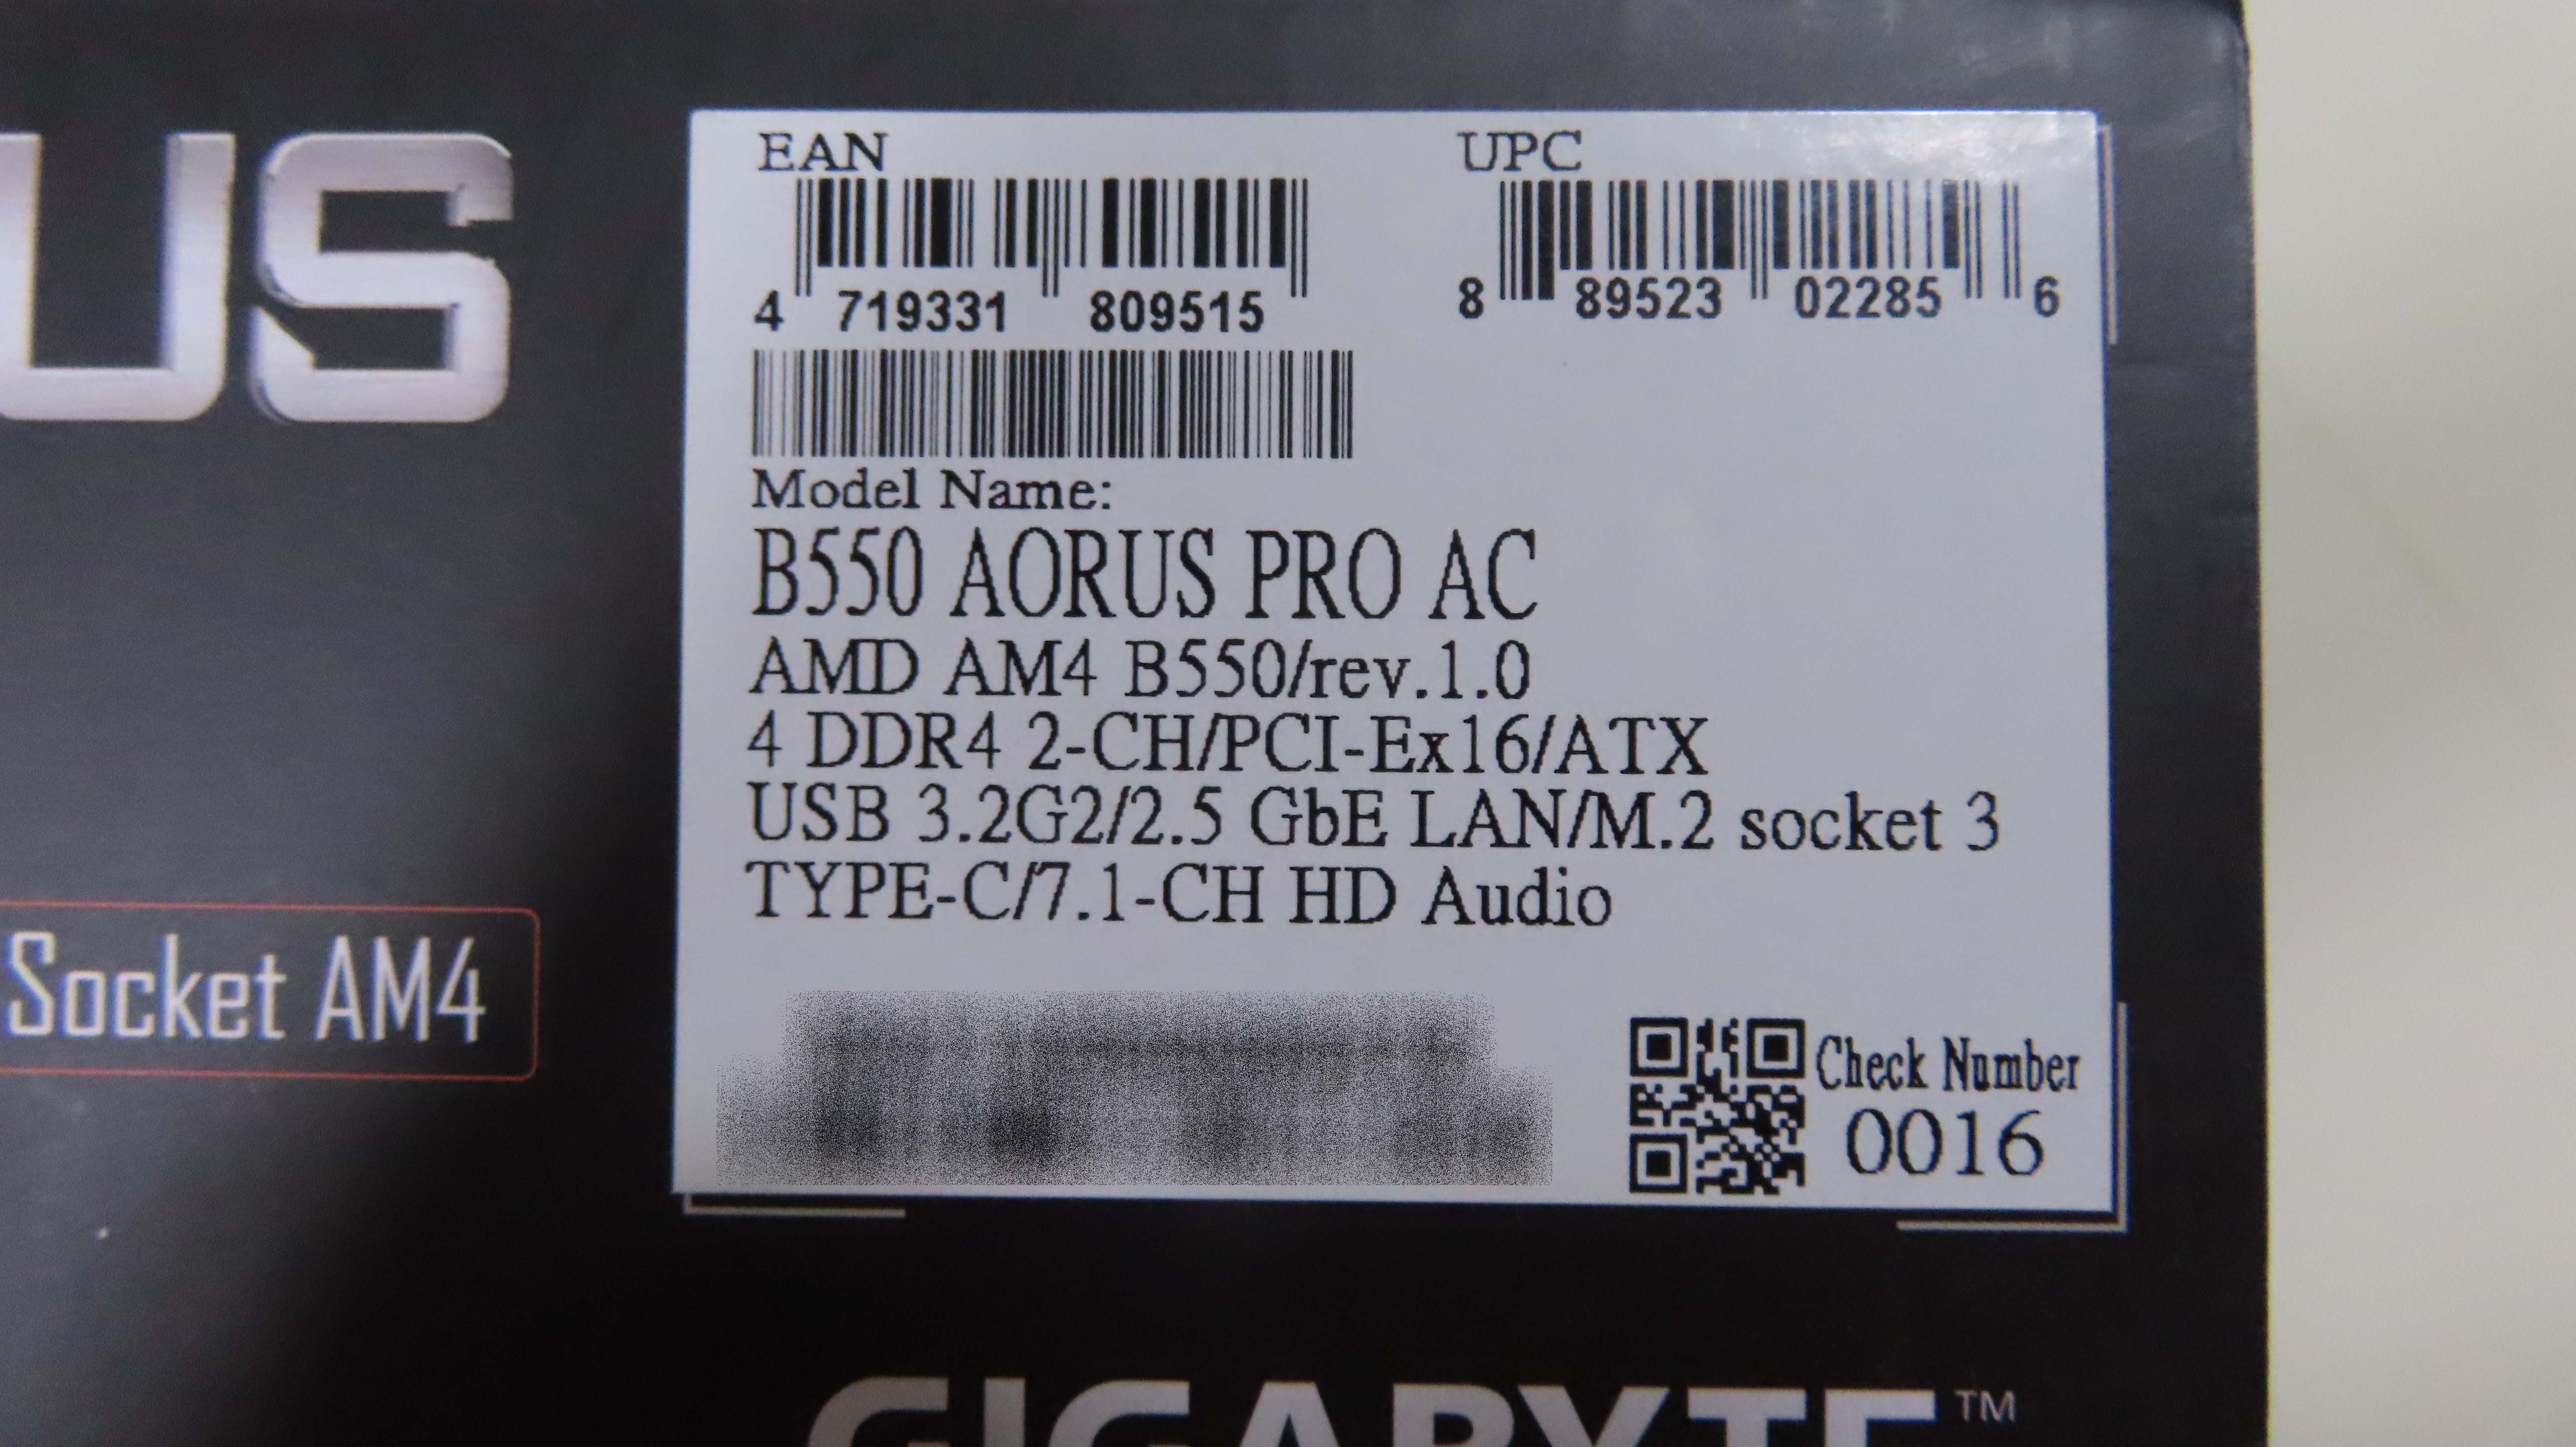 US
EAN
UPC
4 719331 809515
8 89523 02285 6
Model Name:
B550 AORUS PRO AC
AMD AM4 B550/rev.1.0
4 DDR4 2-CH/PCI-Ex16/ATX
USB 3.2G2/2.5 GbE LAN/M.2 socket 3
TYPE-C/7.1-CH HD Audio
Socket AM4
Check Number
0016
GIGABYTE™